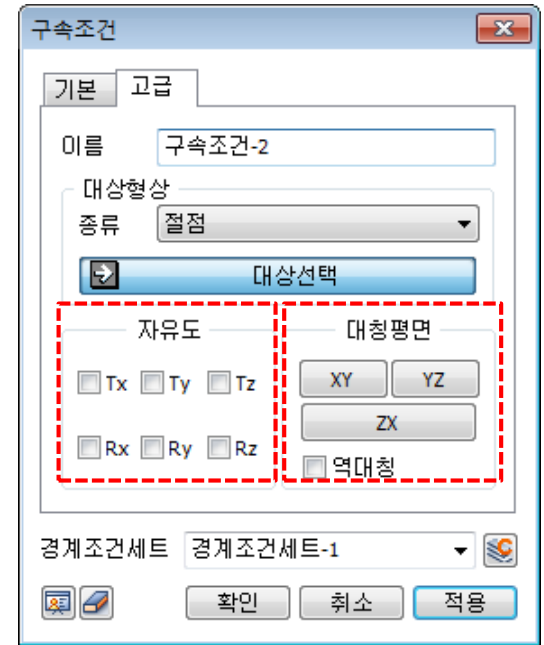 구속조건
기본 고급
이름 구속조건-2
대상형상
종류 절점
대상선택
자유도 대칭평면
Tx Ty Tz XY YZ
ZX
Rx Ry Rz 역대칭
경계조건세트 경계조건세트-1
확인 취소 적용